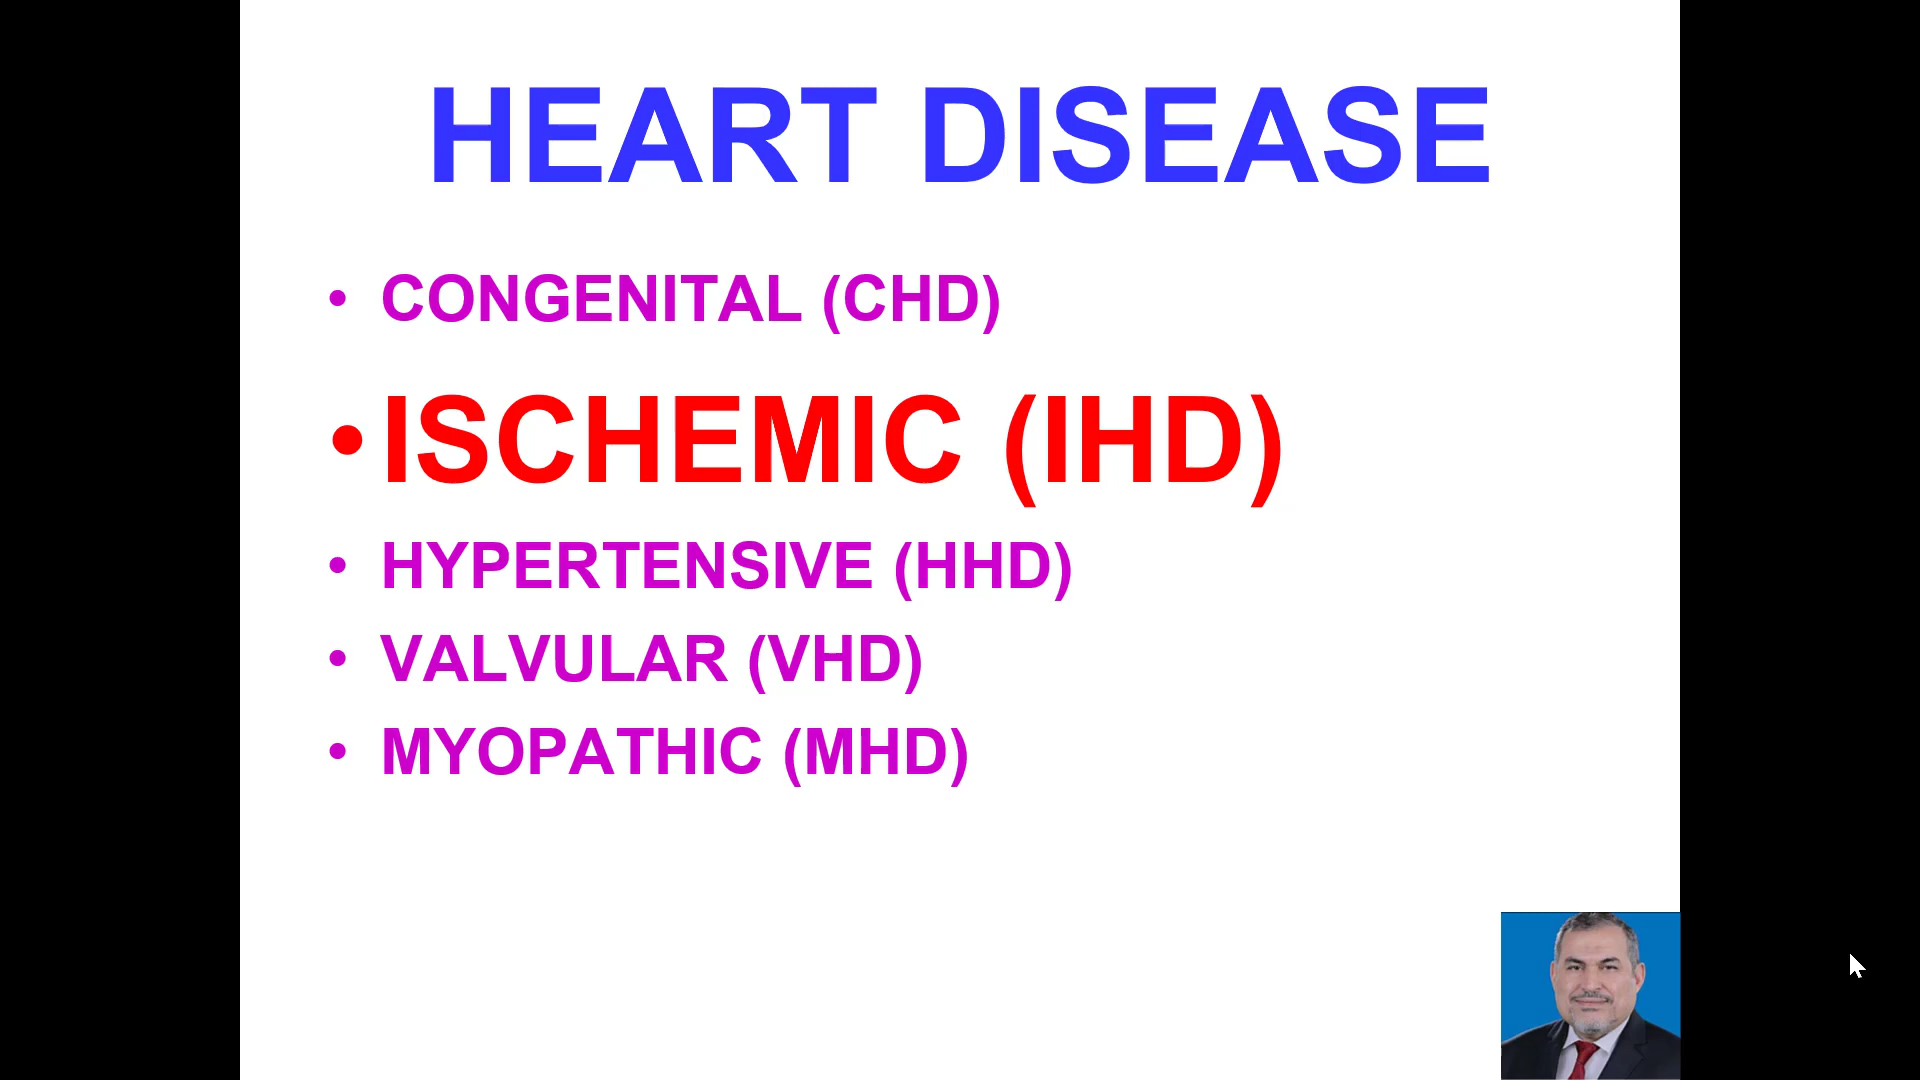 HEART DISEASE
• CONGENITAL (CHD)
• ISCHEMIC (IHD)
• HYPERTENSIVE (HHD)
• VALVULAR (VHD)
• MYOPATHIC (MHD)